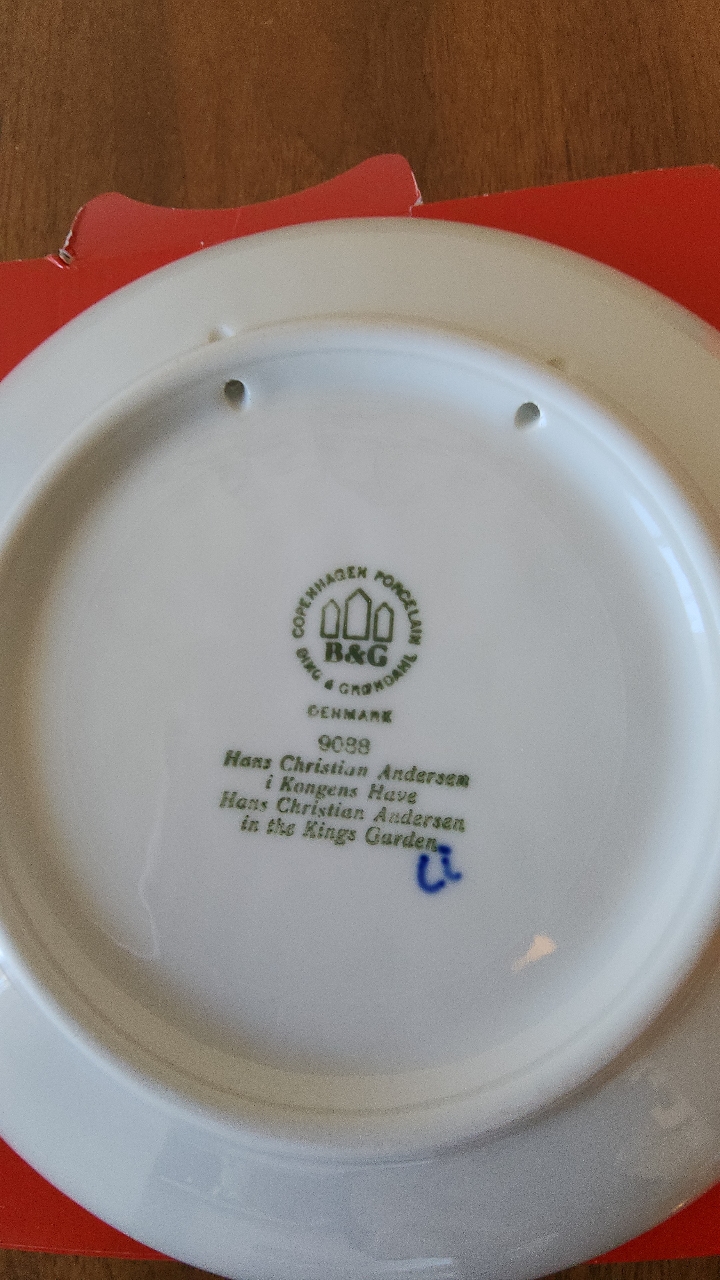 COPENHAGEN PORCELAIN
B&G
BING & GRØNDAHL
DENMARK
9088
Hans Christian Andersen
i Kongens Have
Hans Christian Andersen
in the Kings Garden